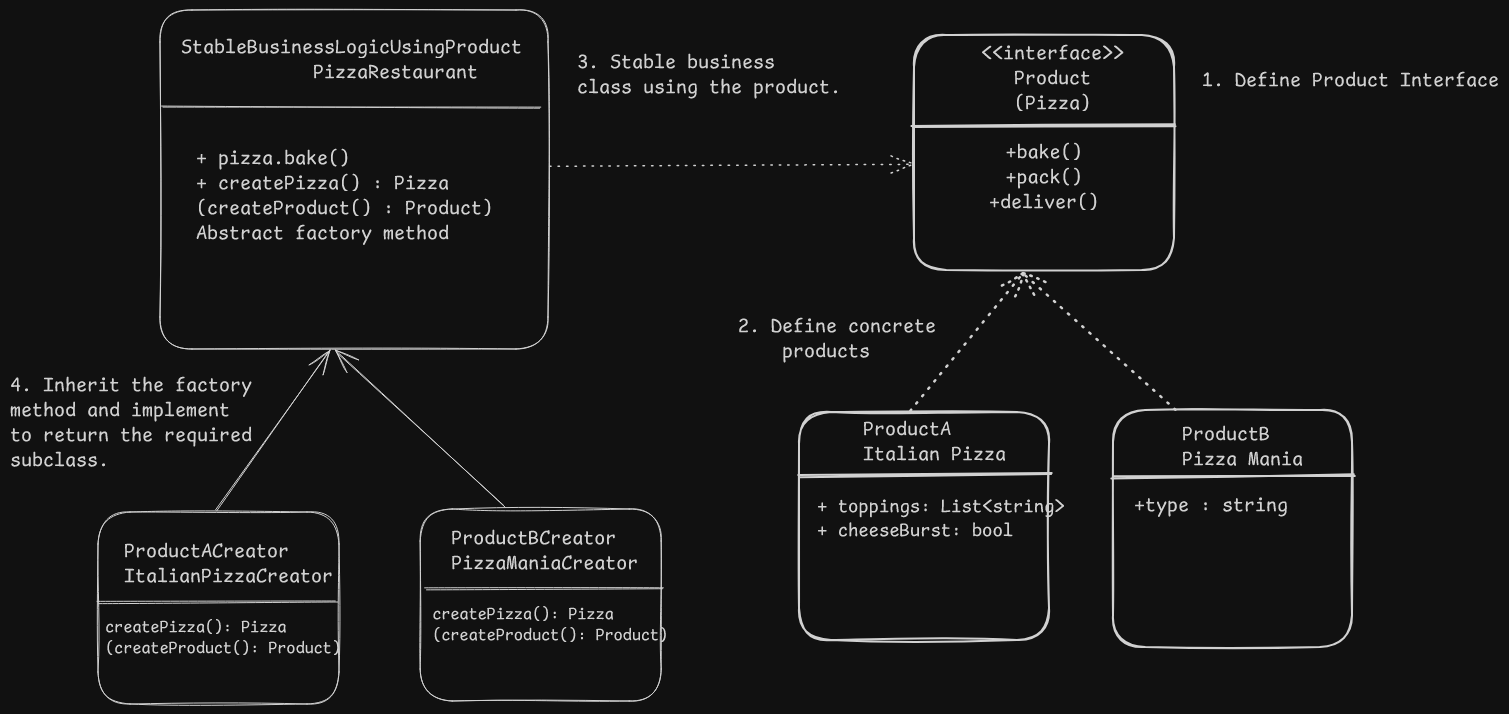 StableBusinessLogicUsingProduct
PizzaRestaurant
+ pizza.bake()
+ createPizza() : Pizza
(createProduct() : Product)
Abstract factory method
3. Stable business
class using the product.
<<interface>>
Product
(Pizza)
+bake()
+pack()
+deliver()
1. Define Product Interface
2. Define concrete
products
4. Inherit the factory
method and implement
to return the required
subclass.
ProductACreator
ItalianPizzaCreator
createPizza(): Pizza
(createProduct(): Product)
ProductBCreator
PizzaManiaCreator
createPizza(): Pizza
(createProduct(): Product)
ProductA
Italian Pizza
+ toppings: List<string>
+ cheeseBurst: bool
ProductB
Pizza Mania
+type : string